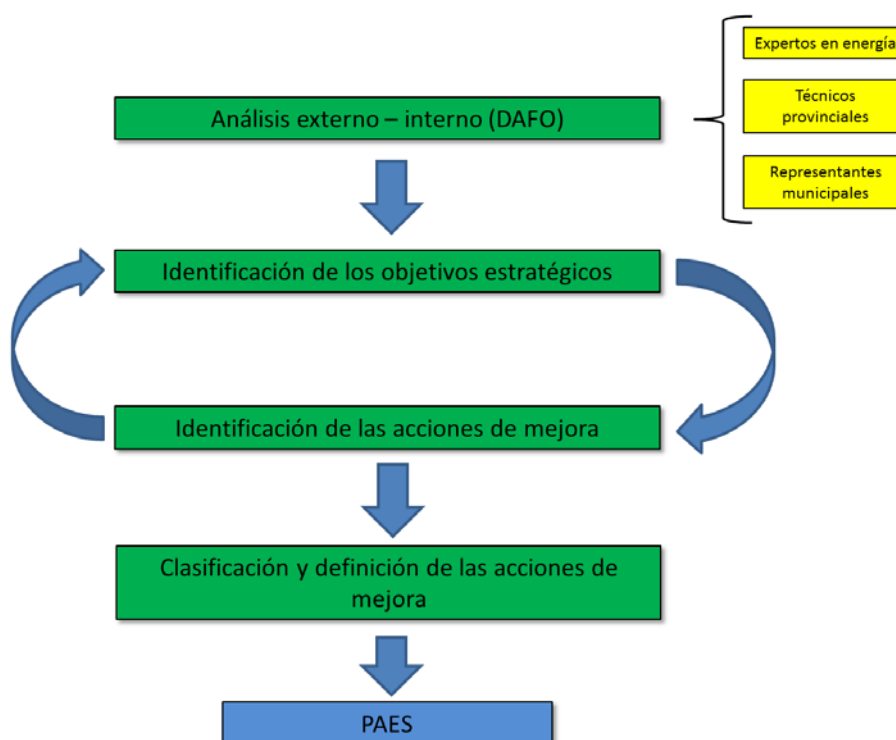 Expertos en energía
Análisis externo – interno (DAFO)
Técnicos
provinciales
Representantes
municipales
Identificación de los objetivos estratégicos
Identificación de las acciones de mejora
Clasificación y definición de las acciones de
mejora
PAES